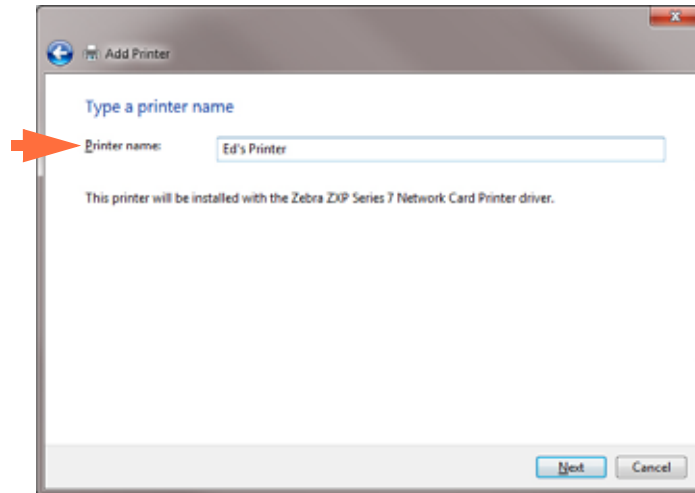 Add Printer
Type a printer name
Printer name:
Ed's Printer
This printer will be installed with the Zebra ZXP Series 7 Network Card Printer driver.
Next
Cancel